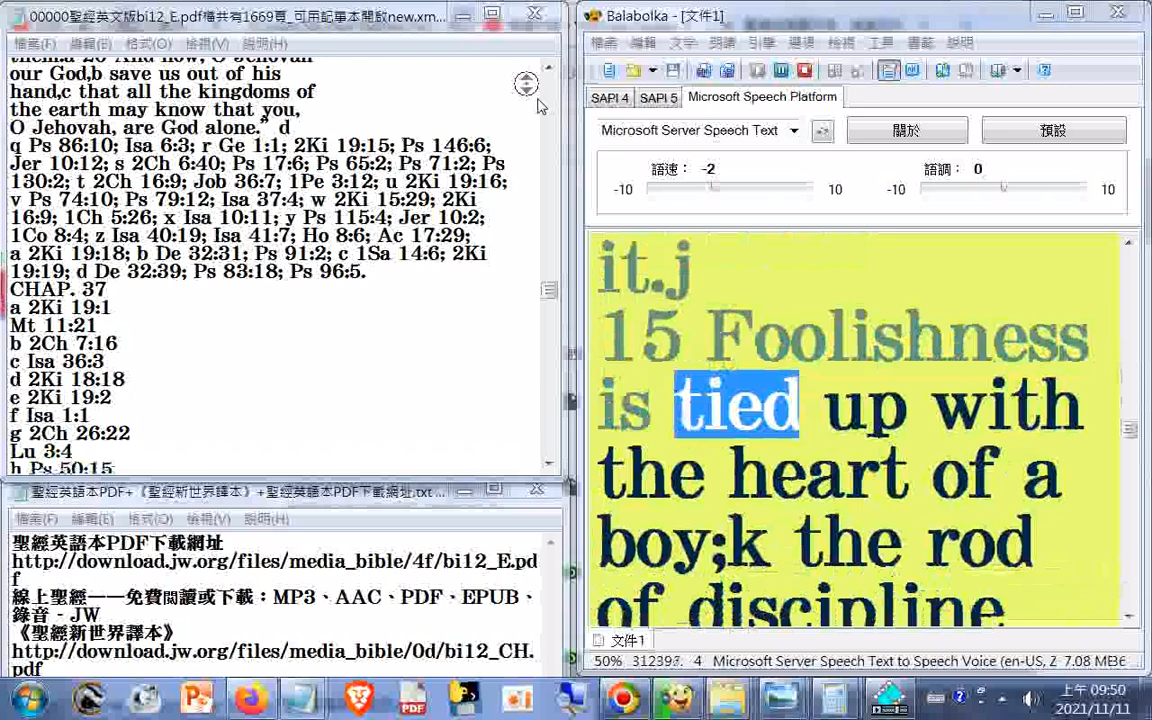 00000聖經英文版bi12_E.pdf檔共有1669頁_可用記事本開啟new.xm...
檔案(F) 編輯(E) 格式(O) 檢視(V) 說明(H)
thema 20 And now, O Jehovah
our God,b save us out of his
hand,c that all the kingdoms of
the earth may know that you,
O Jehovah, are God alone.” d
q Ps 86:10; Isa 6:3; r Ge 1:1; 2Ki 19:15; Ps 146:6;
Jer 10:12; s 2Ch 6:40; Ps 17:6; Ps 65:2; Ps 71:2; Ps
130:2; t 2Ch 16:9; Job 36:7; 1Pe 3:12; u 2Ki 19:16;
v Ps 74:10; Ps 79:12; Isa 37:4; w 2Ki 15:29; 2Ki
16:9; 1Ch 5:26; x Isa 10:11; y Ps 115:4; Jer 10:2;
1Co 8:4; z Isa 40:19; Isa 41:7; Ho 8:6; Ac 17:29;
a 2Ki 19:18; b De 32:31; Ps 91:2; c 1Sa 14:6; 2Ki
19:19; d De 32:39; Ps 83:18; Ps 96:5.
CHAP. 37
a 2Ki 19:1
Mt 11:21
b 2Ch 7:16
c Isa 36:3
d 2Ki 18:18
e 2Ki 19:2
f Isa 1:1
g 2Ch 26:22
Lu 3:4
h Ps 50:15
聖經英語本PDF+《聖經新世界譯本》+聖經英語本PDF下載網址.txt ...
檔案(F) 編輯(E) 格式(O) 檢視(V) 說明(H)
聖經英語本PDF下載網址
http://download.jw.org/files/media_bible/4f/bi12_E.pd
f
線上聖經——免費閱讀或下載：MP3、AAC、PDF、EPUB、
錄音 - JW
《聖經新世界譯本》
http://download.jw.org/files/media_bible/0d/bi12_CH.
pdf
Balabolka - [文件1]
檔案 編輯 文字 朗讀 引擎 選項 檢視 工具 書籤 說明
SAPI 4 SAPI 5 Microsoft Speech Platform
Microsoft Server Speech Text 關於 預設
語速： -2 語調： 0
-10 10 -10 10
it.j
15 Foolishness
is tied up with
the heart of a
boy;k the rod
of discipline
文件1
50% Microsoft Server Speech Text to Speech Voice (en-US, Z 7.08 MB
PDF
上午 09:50
2021/11/11